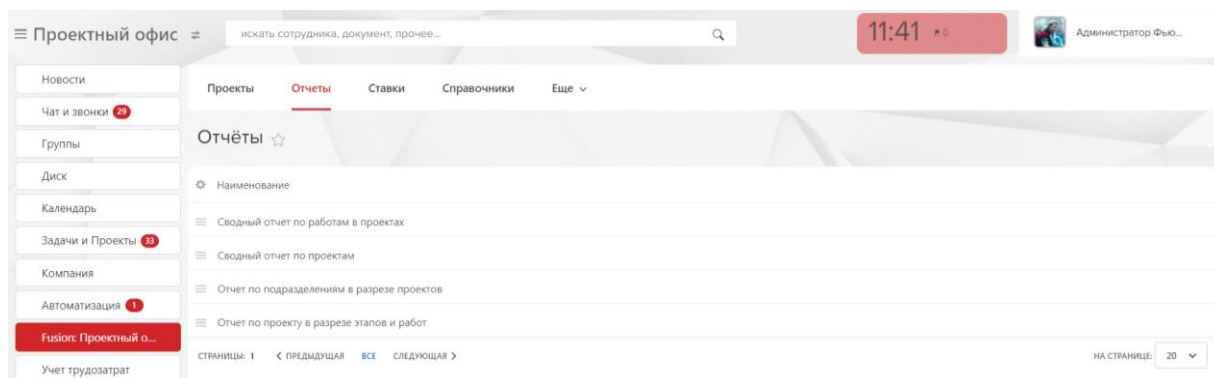 Проектный офис
искать сотрудника, документ, прочее...
11:41 0
Администратор Фью...
Новости
Чат и звонки 29
Группы
Диск
Календарь
Задачи и Проекты 33
Компания
Автоматизация 1
Fusion: Проектный о...
Учет трудозатрат
Проекты Отчеты Ставки Справочники Еще
Отчёты
Наименование
Сводный отчет по работам в проектах
Сводный отчет по проектам
Отчет по подразделениям в разрезе проектов
Отчет по проекту в разрезе этапов и работ
СТРАНИЦЫ: 1 ПРЕДЫДУЩАЯ ВСЕ СЛЕДУЮЩАЯ НА СТРАНИЦЕ: 20